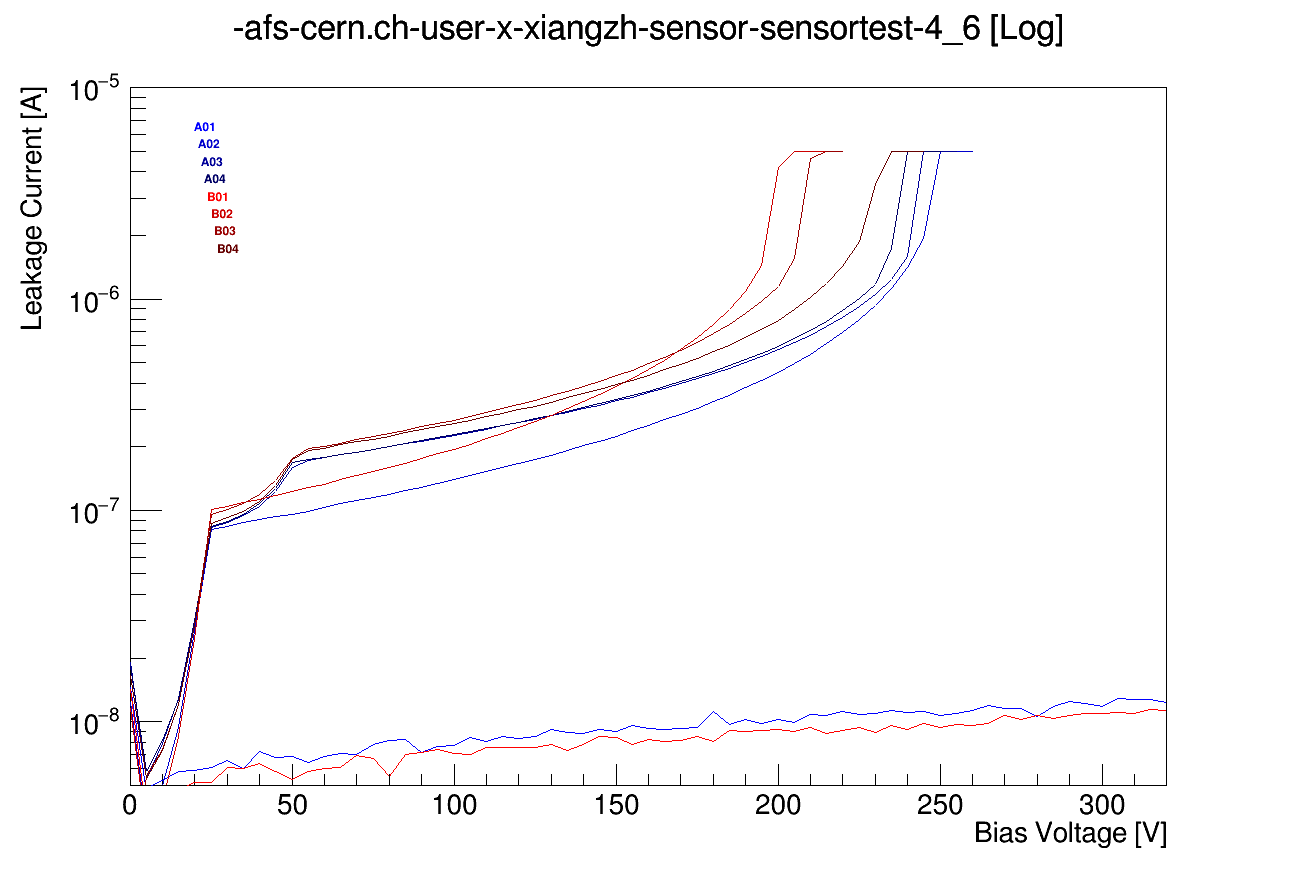 -afs-cern.ch-user-x-xiangzh-sensor-sensortest-4_6 [Log]
Leakage Current [A]
10⁻⁵
A01
A02
A03
A04
B01
B02
B03
B04
10⁻⁶
10⁻⁷
10⁻⁸
0 50 100 150 200 250 300
Bias Voltage [V]